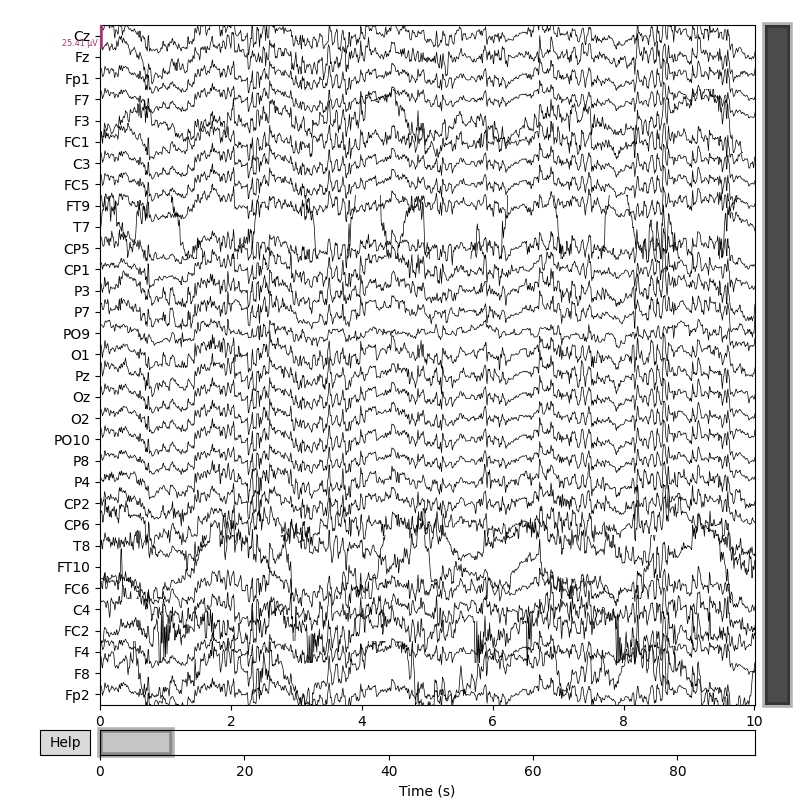 Cz
25.41 µV
Fz
Fp1
F7
F3
FC1
C3
FC5
FT9
T7
CP5
CP1
P3
P7
PO9
O1
Pz
Oz
O2
PO10
P8
P4
CP2
CP6
T8
FT10
FC6
C4
FC2
F4
F8
Fp2
0 2 4 6 8 10
Help
0 20 40 60 80
Time (s)